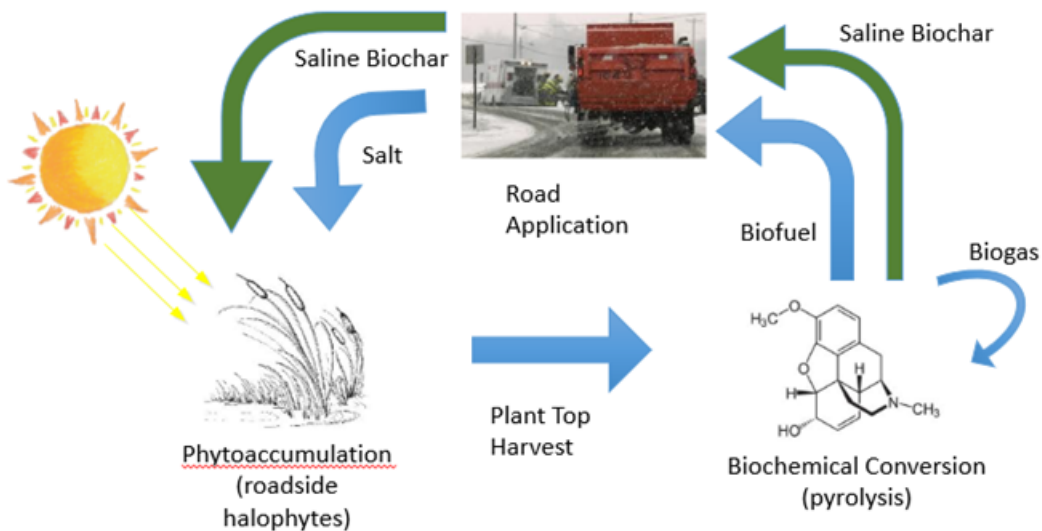 Saline Biochar
Salt
Road
Application
Saline Biochar
Biofuel
Biogas
Plant Top
Harvest
Phytoaccumulation
(roadside
halophytes)
H₃C
O
O
H
H
N
CH₃
HO
Biochemical Conversion
(pyrolysis)